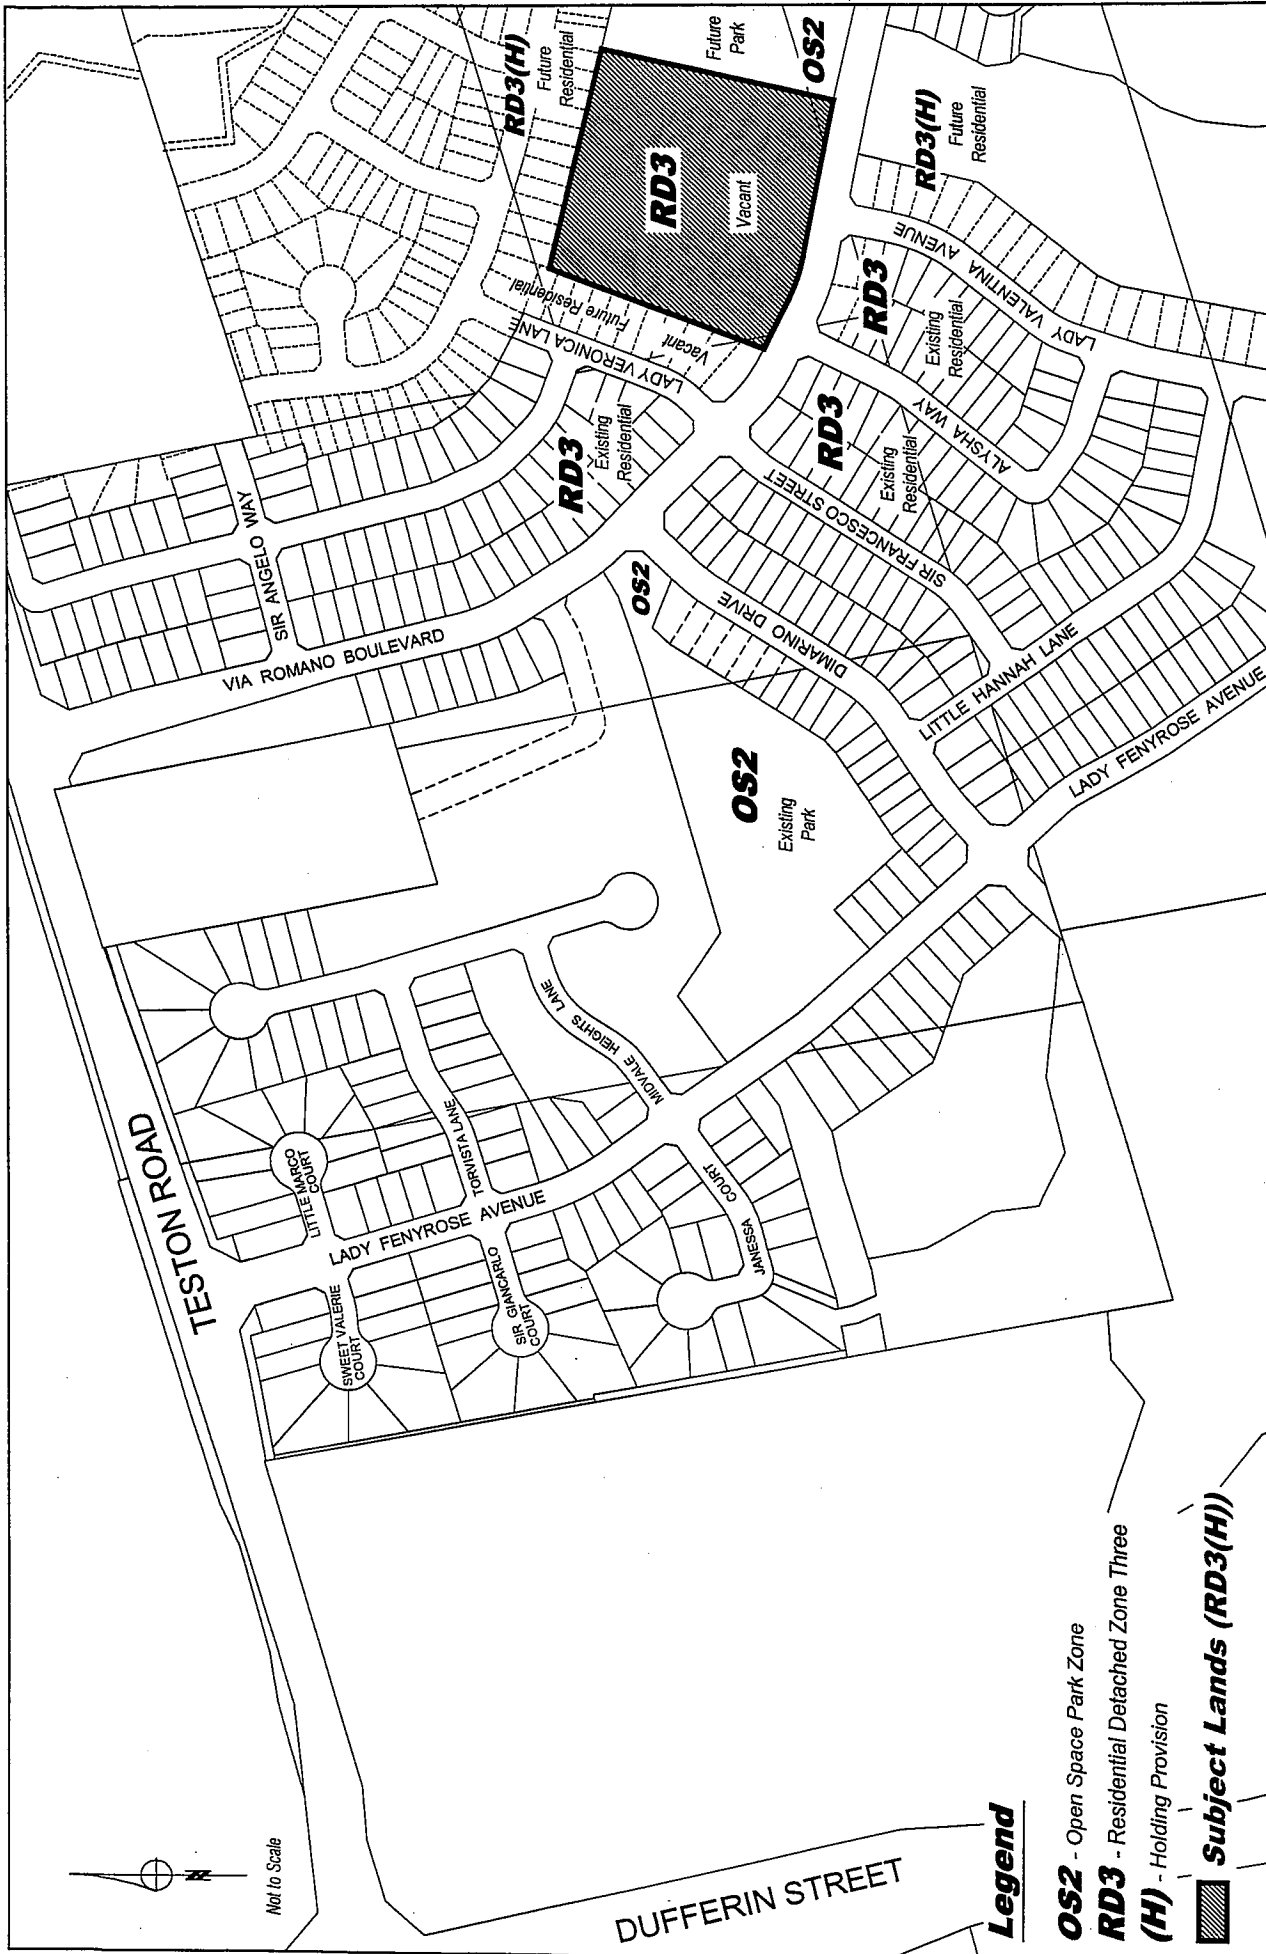 TESTON ROAD
DUFFERIN STREET
Not to Scale
N
SWEET VALERIE
COURT
SIR GIANCARLO
COURT
LITTLE MARCO
COURT
LADY FENYROSE AVENUE
TORVISTA LANE
JANESSA
COURT
MIDVALE HEIGHTS LANE
VIA ROMANO BOULEVARD
SIR ANGELO WAY
OS2
Existing
Park
OS2
DIMARINO DRIVE
SIR FRANCESCO STREET
LITTLE HANNAH LANE
LADY FENYROSE AVENUE
RD3
Existing
Residential
LADY VERONICA LANE
Vacant
Future Residential
RD3
Existing
Residential
ALYSHA WAY
RD3
Existing
Residential
LADY VALENTINA AVENUE
RD3
Vacant
RD3(H)
Future
Residential
Future
Park
OS2
RD3(H)
Future
Residential
Legend
OS2 - Open Space Park Zone
RD3 - Residential Detached Zone Three
(H) - Holding Provision
Subject Lands (RD3(H))